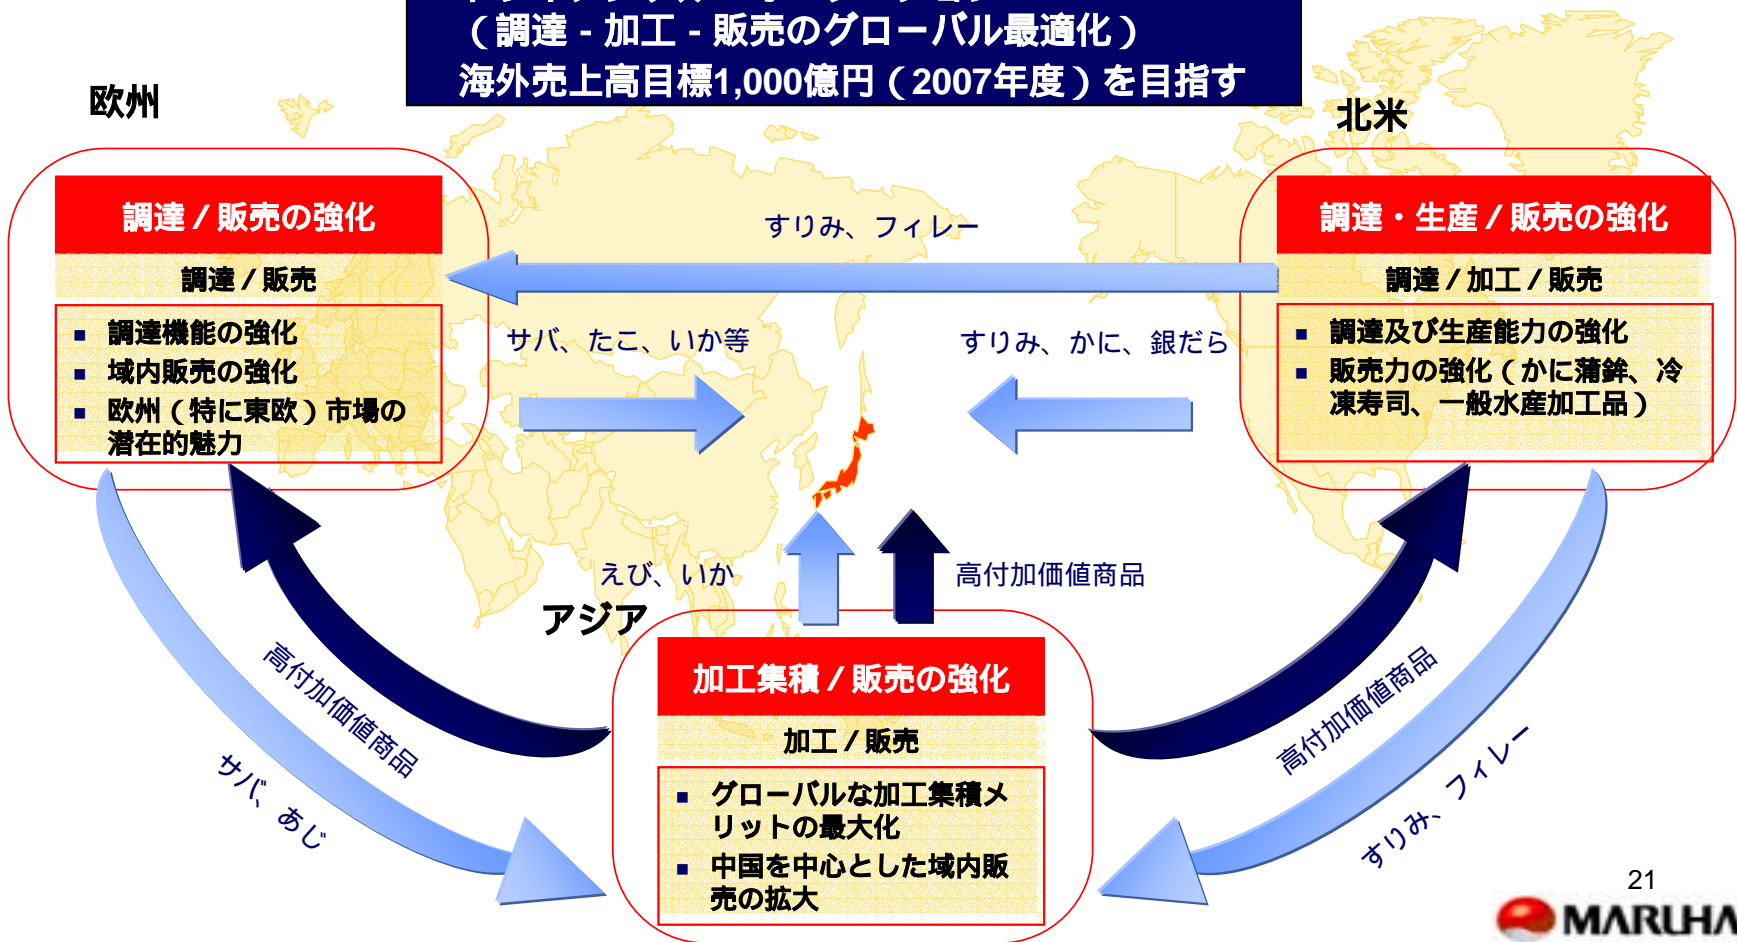 （調達 - 加工 - 販売のグローバル最適化）
海外売上高目標1,000億円（2007年度）を目指す
欧州
北米
調達 / 販売の強化
調達 / 販売
調達機能の強化
域内販売の強化
欧州（特に東欧）市場の
潜在的魅力
調達・生産 / 販売の強化
調達 / 加工 / 販売
調達及び生産能力の強化
販売力の強化（かに蒲鉾、冷
凍寿司、一般水産加工品）
すりみ、フィレー
サバ、たこ、いか等
すりみ、かに、銀だら
えび、いか
高付加価値商品
アジア
加工集積 / 販売の強化
加工 / 販売
グローバルな加工集積メ
リットの最大化
中国を中心とした域内販
売の拡大
高付加価値商品
サバ、あじ
高付加価値商品
すりみ、フィレー
21
MARUHA